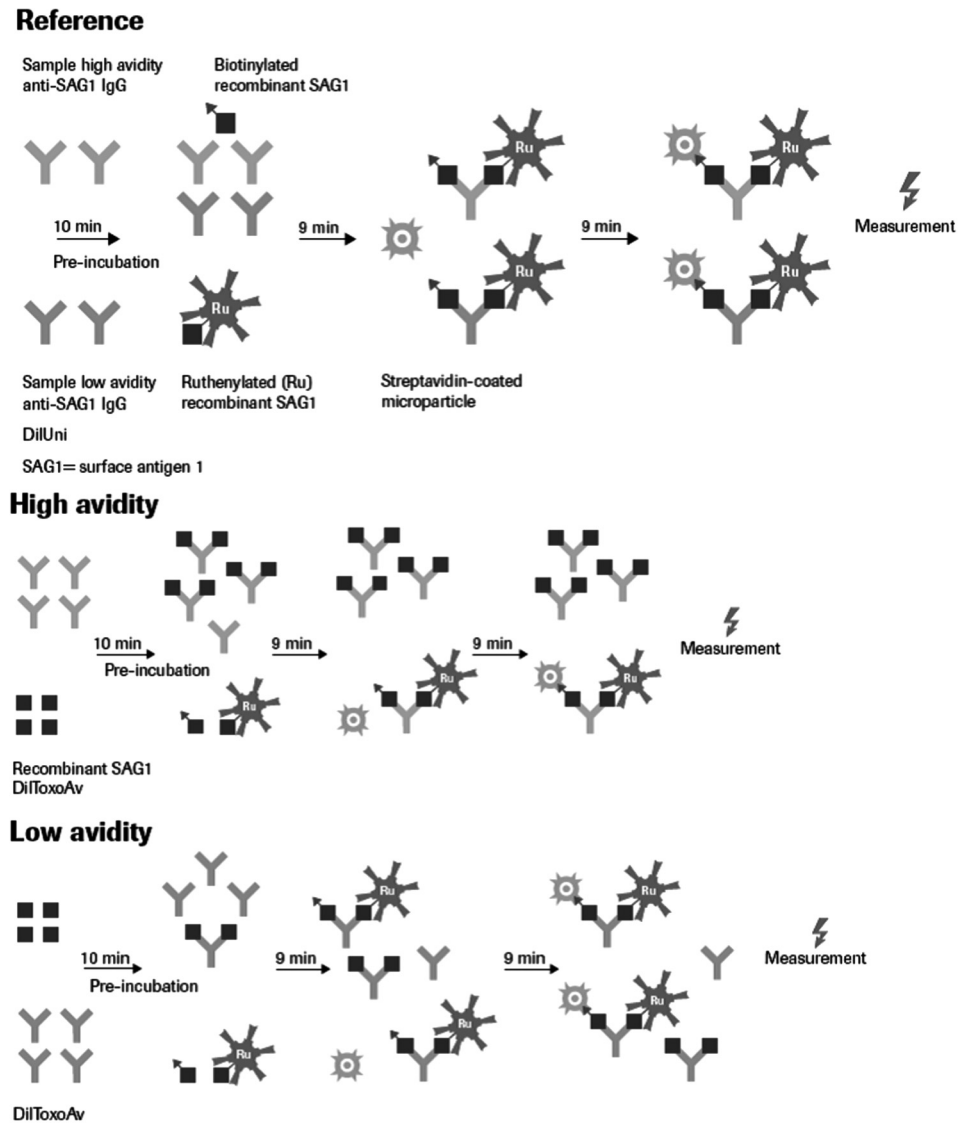 Reference
Sample high avidity
anti-SAG1 IgG
Biotinylated
recombinant SAG1
Ru
Ru
10 min
Pre-incubation
9 min
9 min
Measurement
Ru
Ru
Ru
Sample low avidity
anti-SAG1 IgG
Ruthenylated (Ru)
recombinant SAG1
Streptavidin-coated
microparticle
DilUni
SAG1= surface antigen 1
High avidity
10 min
Pre-incubation
9 min
9 min
Measurement
Ru
Ru
Ru
Recombinant SAG1
DilToxoAv
Low avidity
Ru
Ru
10 min
Pre-incubation
9 min
9 min
Measurement
Ru
Ru
Ru
DilToxoAv